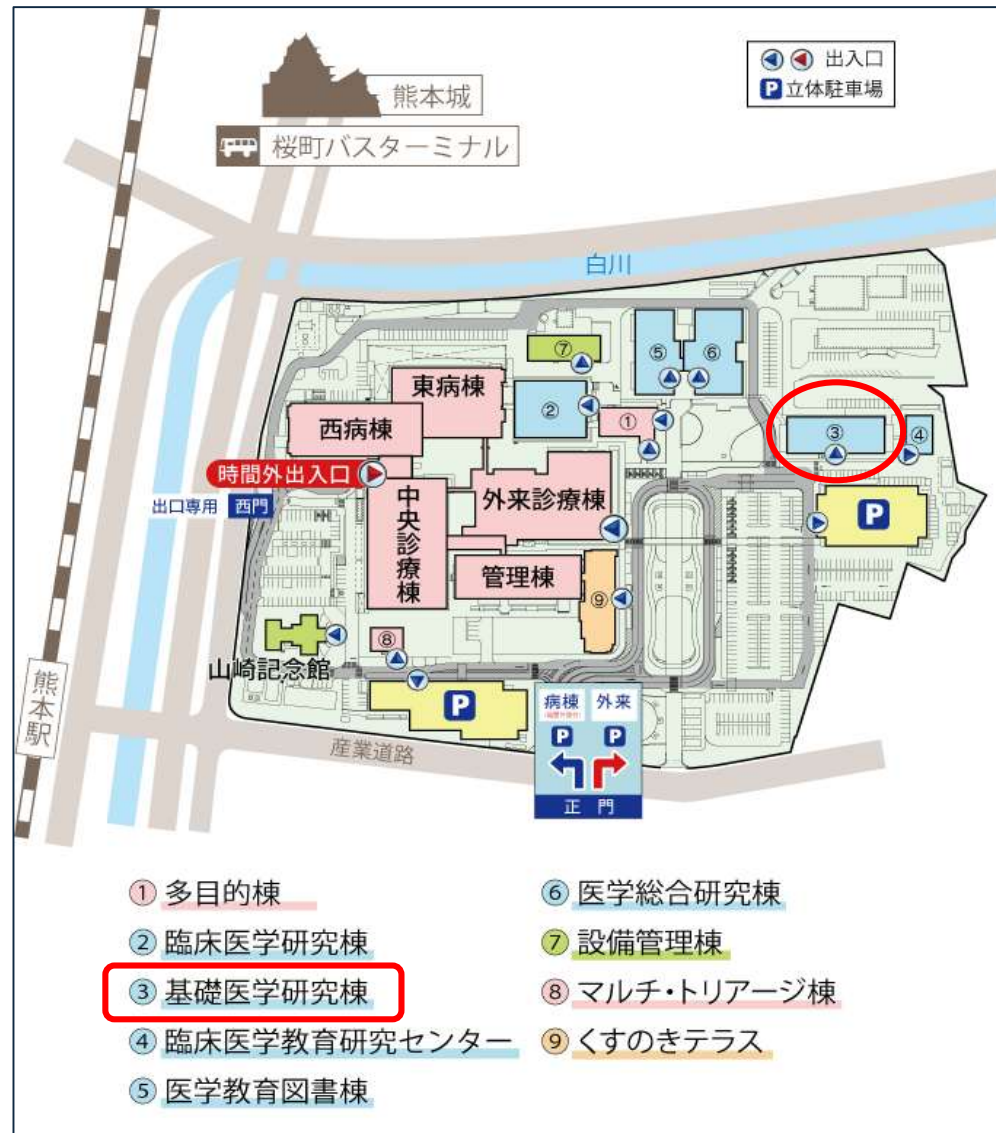 出入口
P 立体駐車場
熊本城
桜町バスターミナル
白川
⑦
⑤
⑥
東病棟
②
①
③
④
西病棟
時間外出入口
出口専用 西門
中央診療棟
外来診療棟
P
管理棟
⑨
⑧
山崎記念館
P
熊本駅
産業道路
病棟 外来
P P
正門
① 多目的棟
② 臨床医学研究棟
③ 基礎医学研究棟
④ 臨床医学教育研究センター
⑤ 医学教育図書棟
⑥ 医学総合研究棟
⑦ 設備管理棟
⑧ マルチ・トリアージ棟
⑨ くすのきテラス